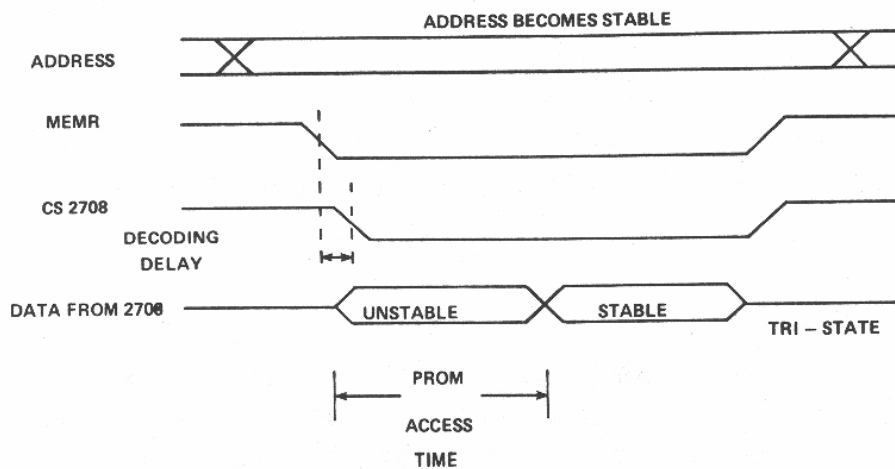 ADDRESS BECOMES STABLE
ADDRESS
MEMR
CS 2708
DECODING
DELAY
DATA FROM 2708
UNSTABLE
STABLE
TRI – STATE
PROM
ACCESS
TIME